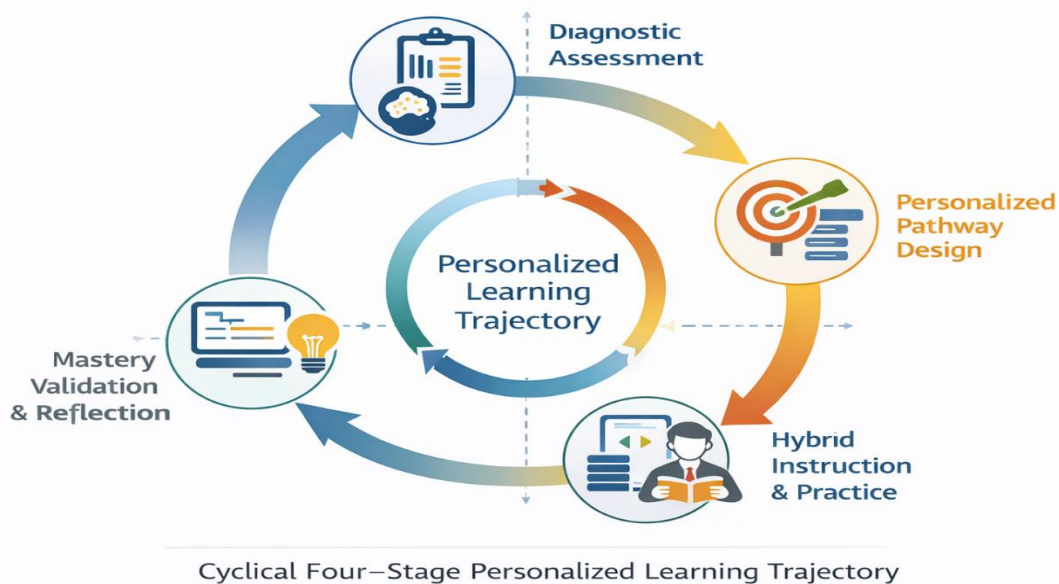 Diagnostic
Assessment
Personalized
Pathway
Design
Personalized
Learning
Trajectory
Mastery
Validation
& Reflection
Hybrid
Instruction
& Practice
Cyclical Four–Stage Personalized Learning Trajectory